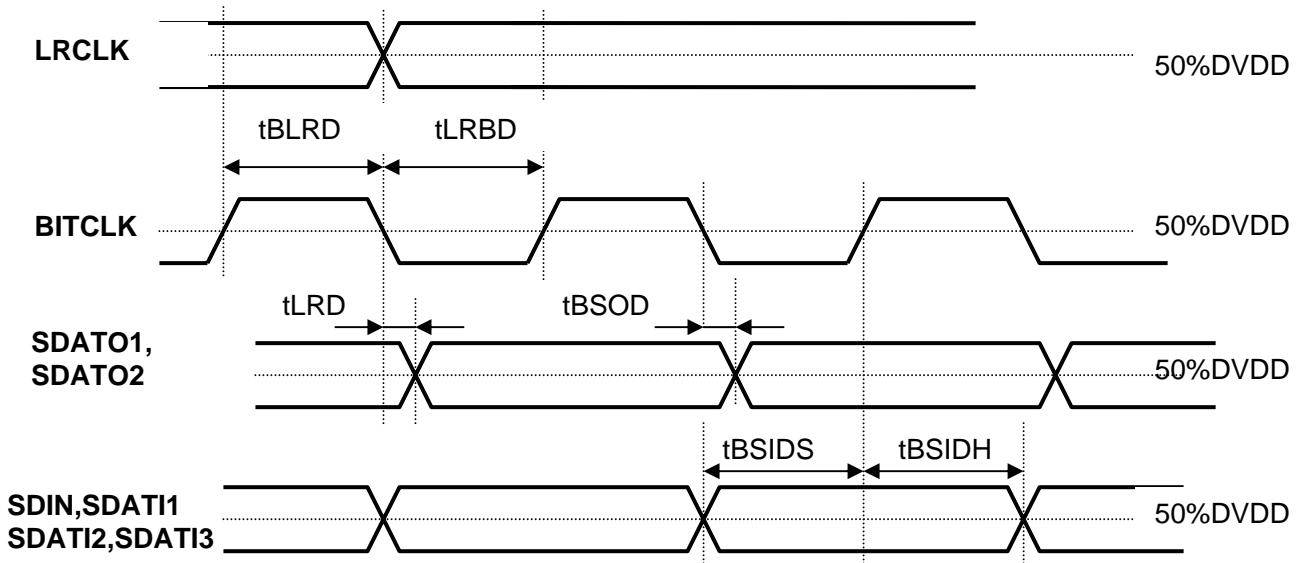 LRCLK
50%DVDD
tBLRD
tLRBD
BITCLK
50%DVDD
tLRD
tBSOD
SDATO1,
SDATO2
50%DVDD
tBSIDS
tBSIDH
SDIN,SDATI1
SDATI2,SDATI3
50%DVDD